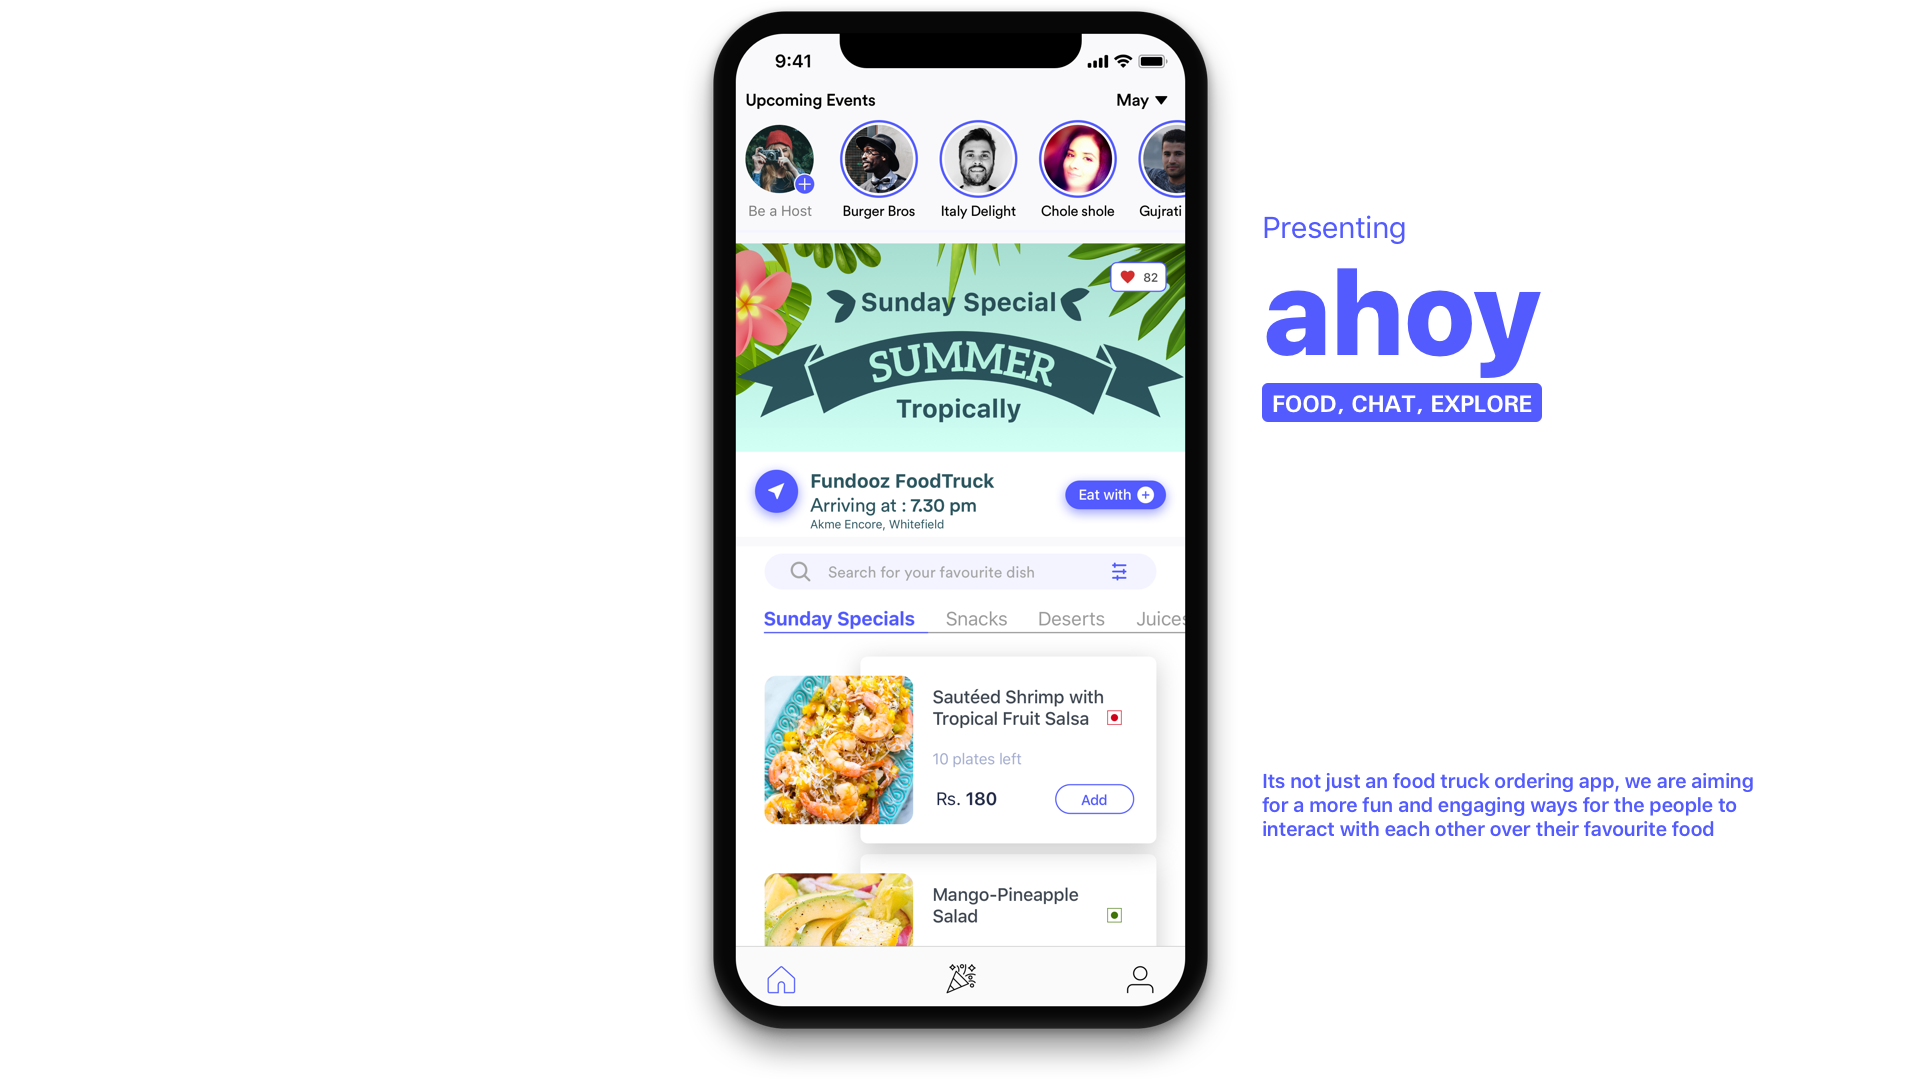 9:41
Upcoming Events
May
Be a Host
Burger Bros
Italy Delight
Chole shole
Gujrati
82
Sunday Special
SUMMER
Tropically
Fundooz FoodTruck
Arriving at : 7.30 pm
Akme Encore, Whitefield
Eat with
Search for your favourite dish
Sunday Specials
Snacks
Deserts
Juices
Sautéed Shrimp with
Tropical Fruit Salsa
10 plates left
Rs. 180
Add
Mango-Pineapple
Salad
Presenting
ahoy
FOOD, CHAT, EXPLORE
Its not just an food truck ordering app, we are aiming
for a more fun and engaging ways for the people to
interact with each other over their favourite food